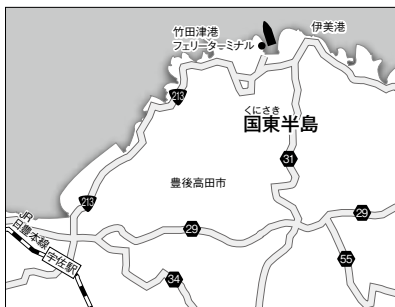 竹田津港
フェリーターミナル
伊美港
213
くにさき
国東半島
31
豊後高田市
213
29
29
JR
日豊本線
宇佐駅
34
55